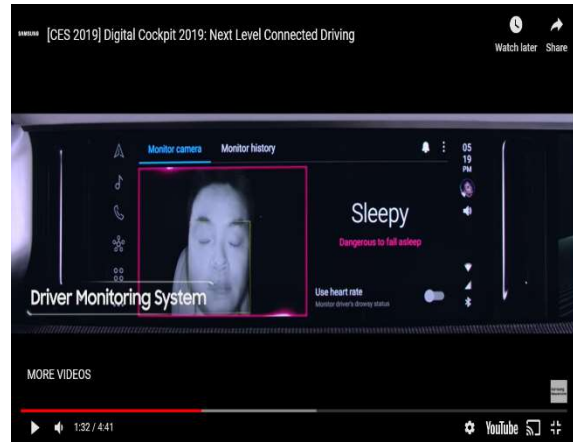 SAMSUNG [CES 2019] Digital Cockpit 2019: Next Level Connected Driving
Watch later
Share
Monitor camera
Monitor history
05
19
PM
Sleepy
Dangerous to fall asleep
Use heart rate
Monitor driver's drowsy status
Driver Monitoring System
MORE VIDEOS
1:32 / 4:41
YouTube